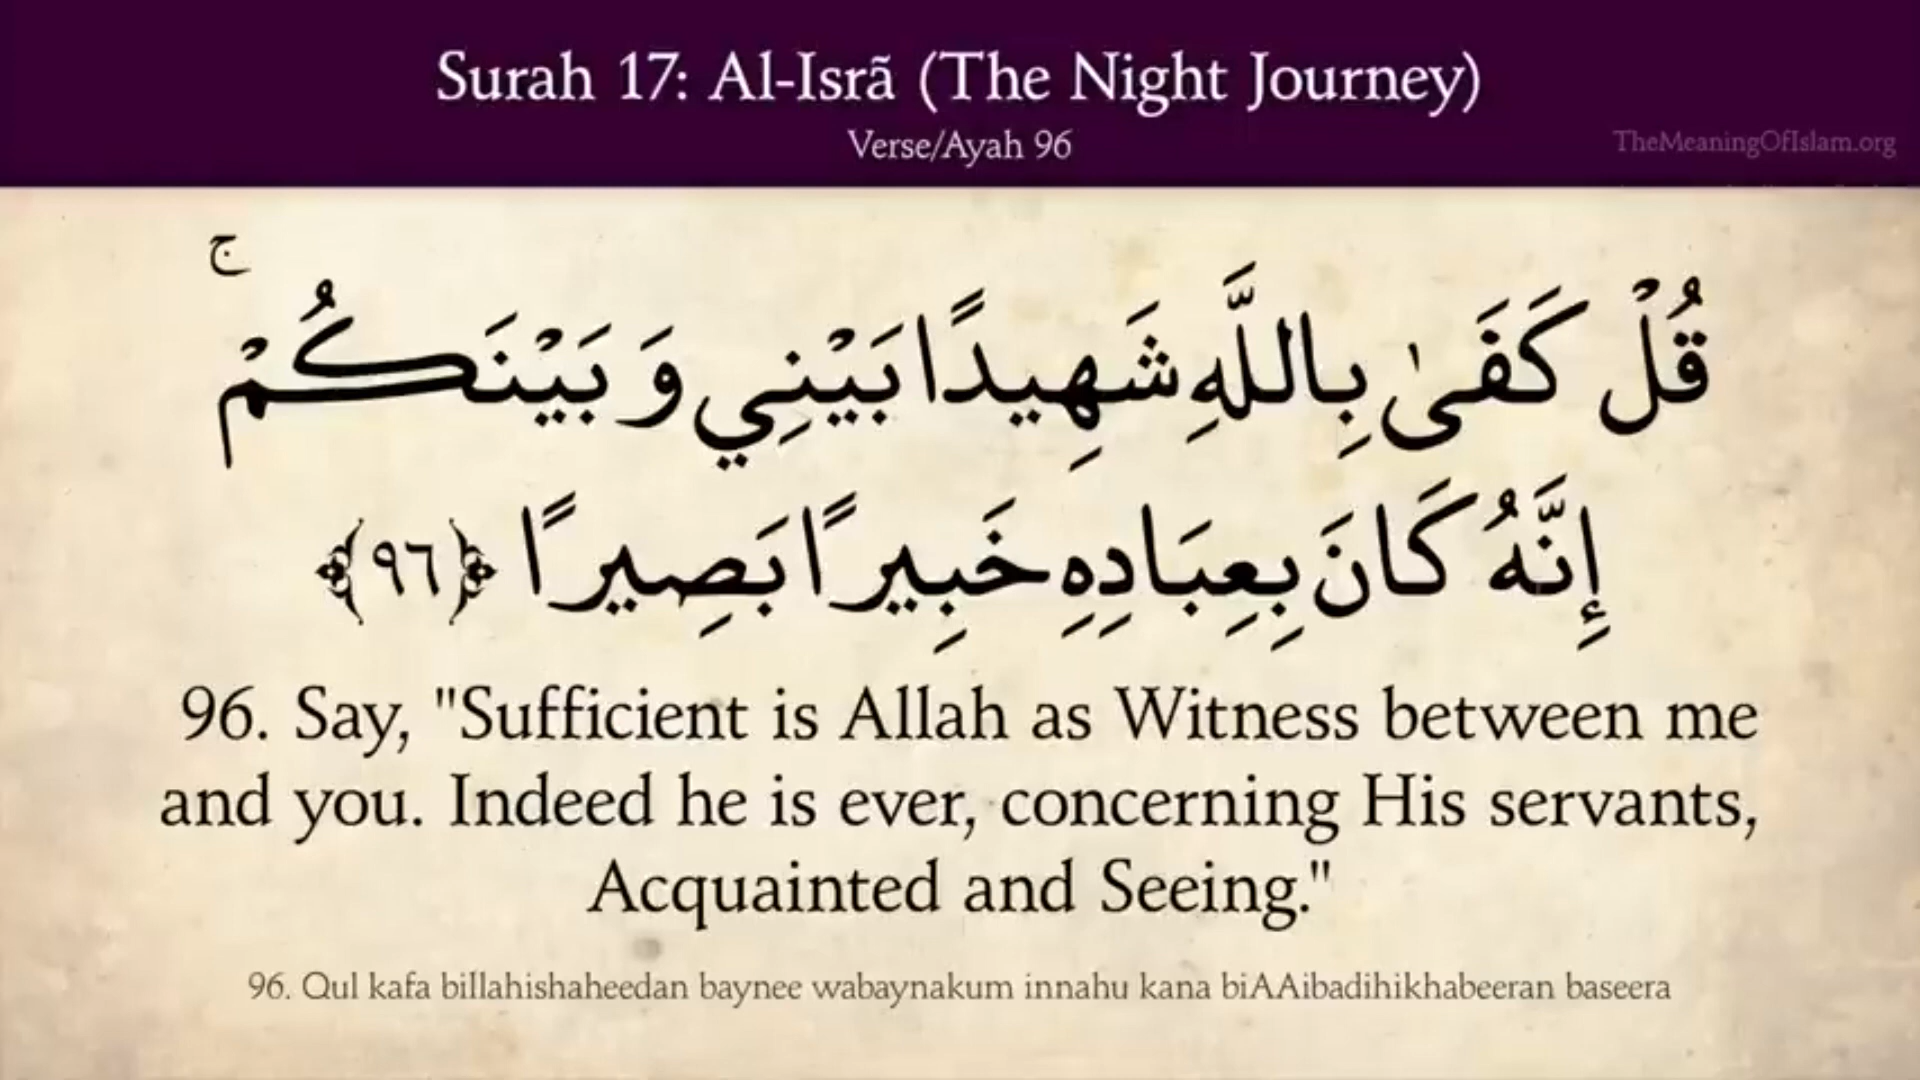 Surah 17: Al-Isrã (The Night Journey)
Verse/Ayah 96
TheMeaningOfIslam.org
قُلْ كَفَىٰ بِاللَّهِ شَهِيدًا بَيْنِي وَبَيْنَكُمْ ۚ
إِنَّهُ كَانَ بِعِبَادِهِ خَبِيرًا بَصِيرًا ﴿٩٦﴾
96. Say, "Sufficient is Allah as Witness between me
and you. Indeed he is ever, concerning His servants,
Acquainted and Seeing."
96. Qul kafa billahishaheedan baynee wabaynakum innahu kana biAAibadihikhabeeran baseera